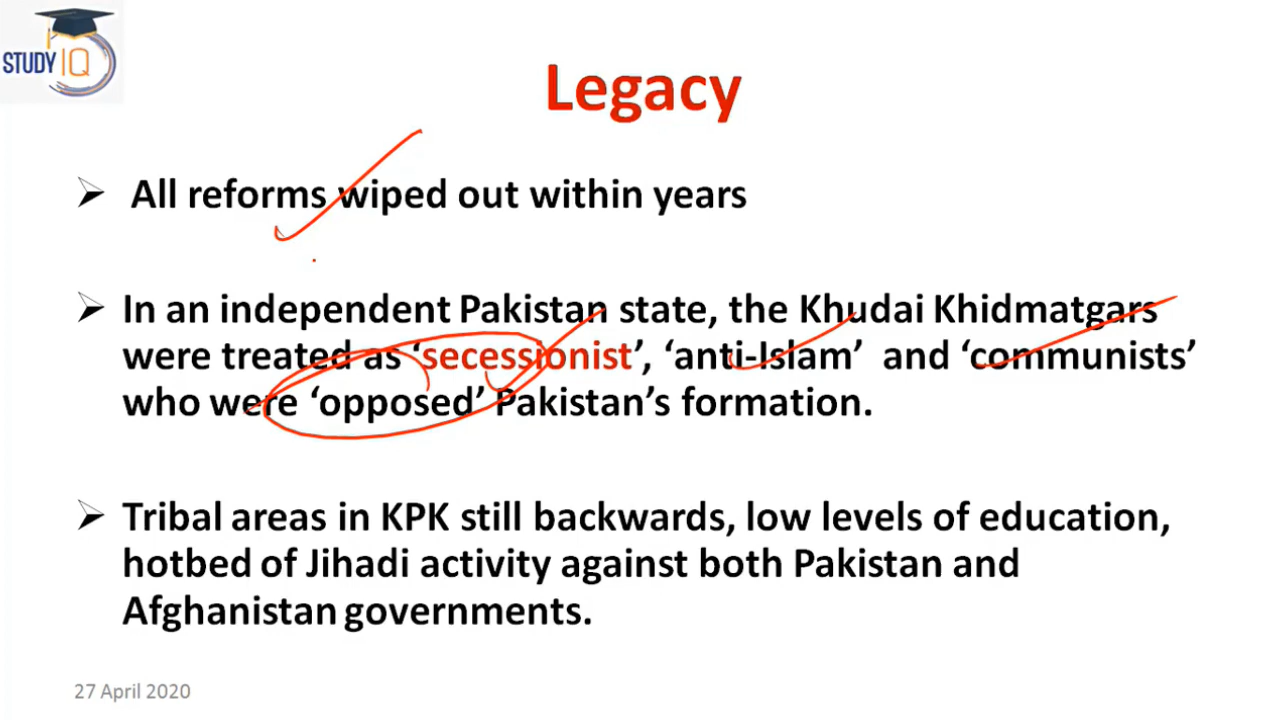 STUDY IQ
Legacy
All reforms wiped out within years
In an independent Pakistan state, the Khudai Khidmatgars
were treated as ‘secessionist’, ‘anti-Islam’ and ‘communists’
who were ‘opposed’ Pakistan’s formation.
Tribal areas in KPK still backwards, low levels of education,
hotbed of Jihadi activity against both Pakistan and
Afghanistan governments.
27 April 2020